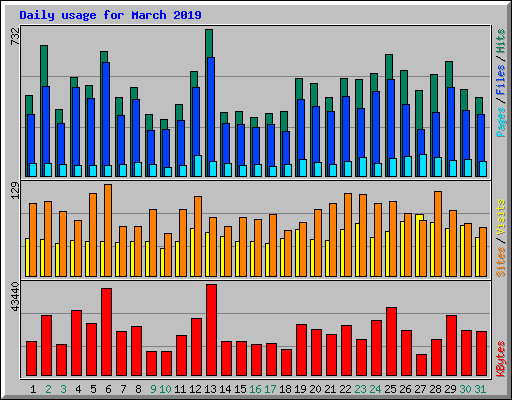 Daily usage for March 2019
732
Pages / Files / Hits
129
Sites / Visits
43440
KBytes
1 2 3 4 5 6 7 8 9 10 11 12 13 14 15 16 17 18 19 20 21 22 23 24 25 26 27 28 29 30 31